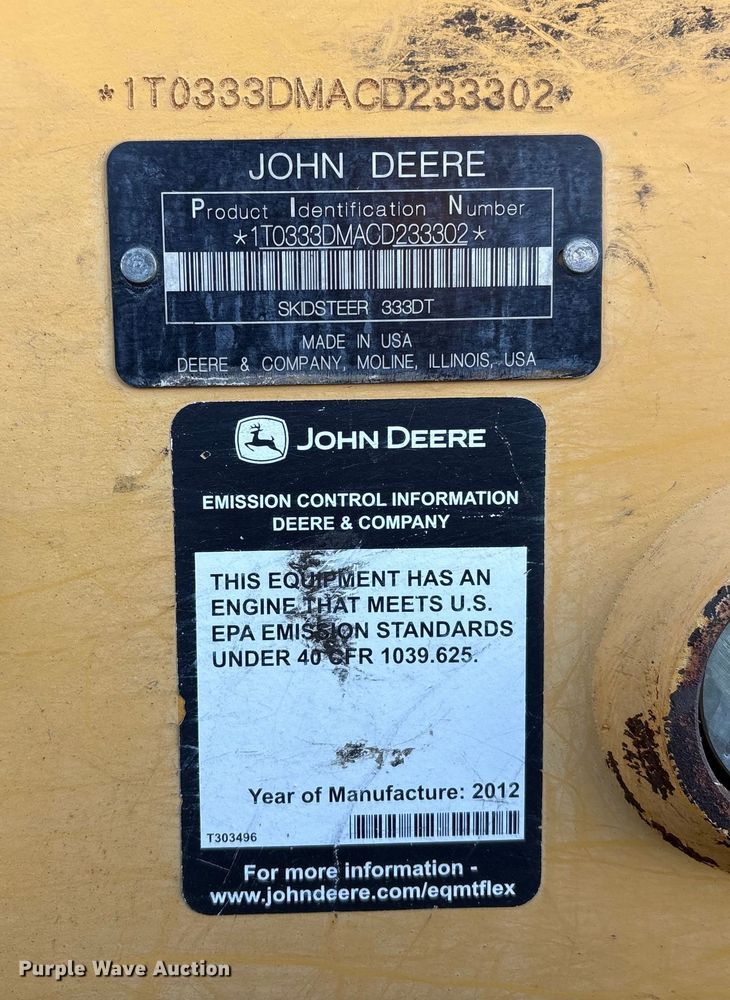 *1T0333DMACD233302*
JOHN DEERE
Product Identification Number
*1T0333DMACD233302*
SKIDSTEER 333DT
MADE IN USA
DEERE & COMPANY, MOLINE, ILLINOIS, USA
JOHN DEERE
EMISSION CONTROL INFORMATION
DEERE & COMPANY
THIS EQUIPMENT HAS AN
ENGINE THAT MEETS U.S.
EPA EMISSION STANDARDS
UNDER 40 CFR 1039.625.
Year of Manufacture: 2012
T303496
For more information -
www.johndeere.com/eqmtflex
Purple Wave Auction